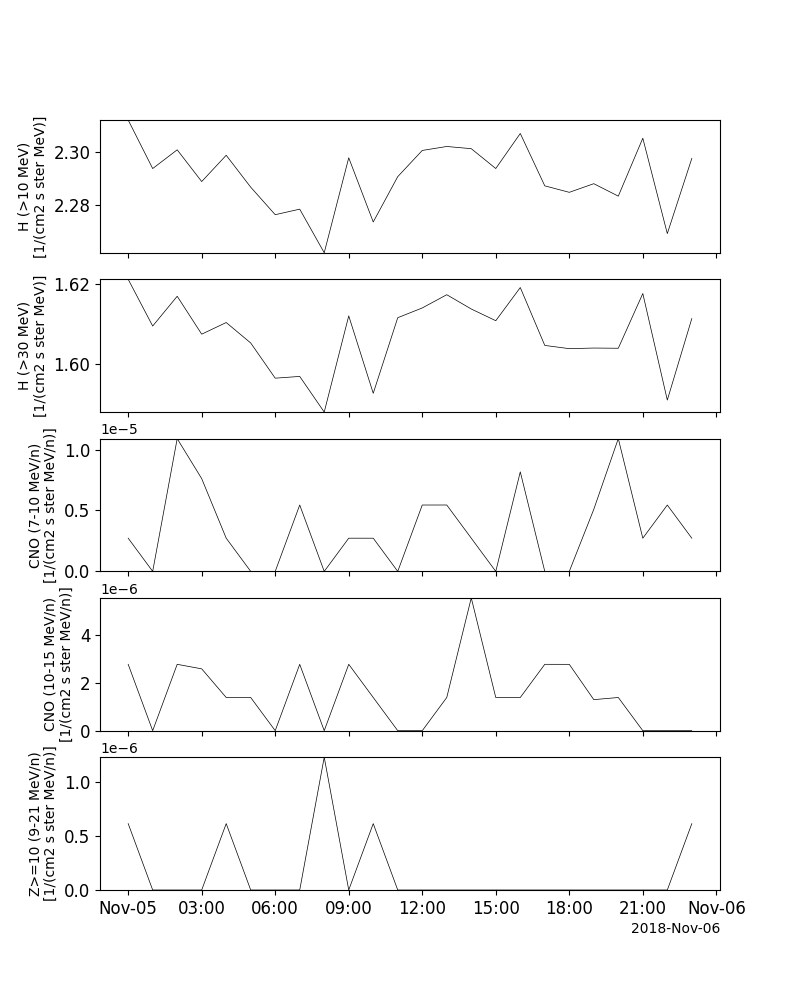 H (>10 MeV)
[1/(cm2 s ster MeV)]
2.30
2.28
H (>30 MeV)
[1/(cm2 s ster MeV)]
1.62
1.60
1e−5
CNO (7-10 MeV/n)
[1/(cm2 s ster MeV/n)]
1.0
0.5
0.0
1e−6
CNO (10-15 MeV/n)
[1/(cm2 s ster MeV/n)]
4
2
0
1e−6
Z>=10 (9-21 MeV/n)
[1/(cm2 s ster MeV/n)]
1.0
0.5
0.0
Nov-05 03:00 06:00 09:00 12:00 15:00 18:00 21:00 Nov-06
2018-Nov-06